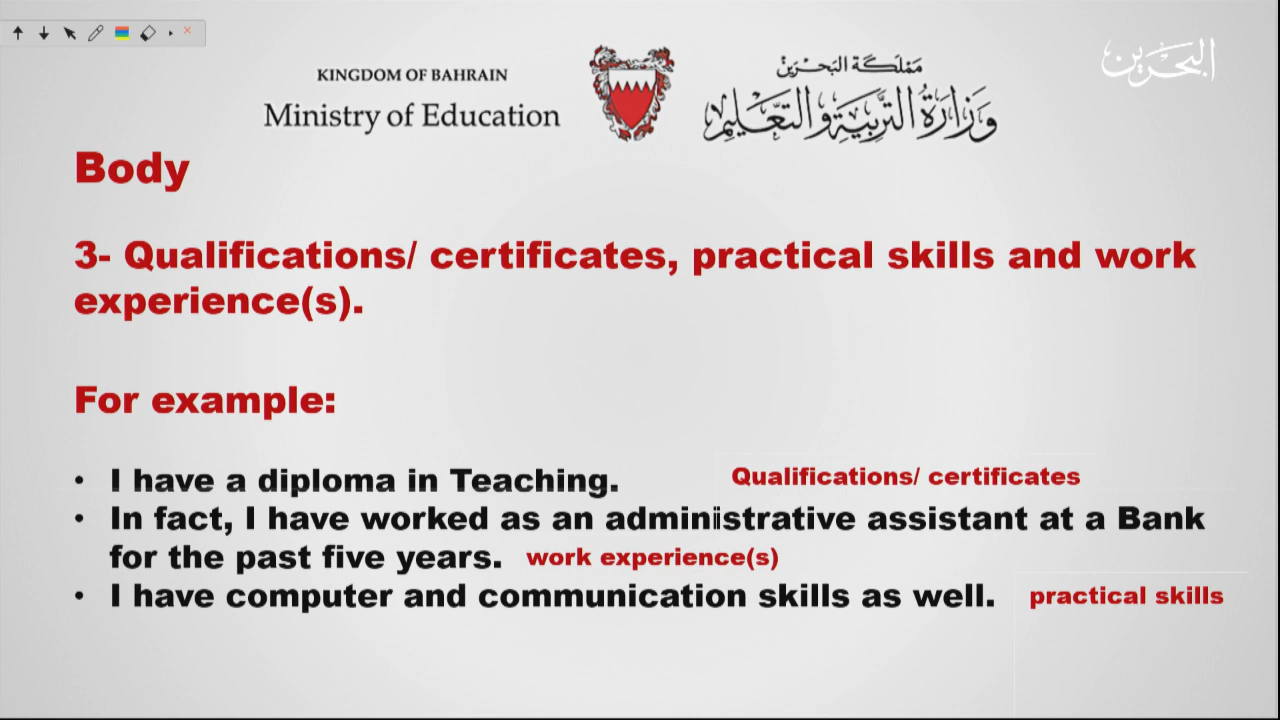 KINGDOM OF BAHRAIN
Ministry of Education
مملكة البحرين
وزارة التربية والتعليم
البحرين
Body
3- Qualifications/ certificates, practical skills and work
experience(s).
For example:
• I have a diploma in Teaching. Qualifications/ certificates
• In fact, I have worked as an administrative assistant at a Bank
for the past five years. work experience(s)
• I have computer and communication skills as well. practical skills